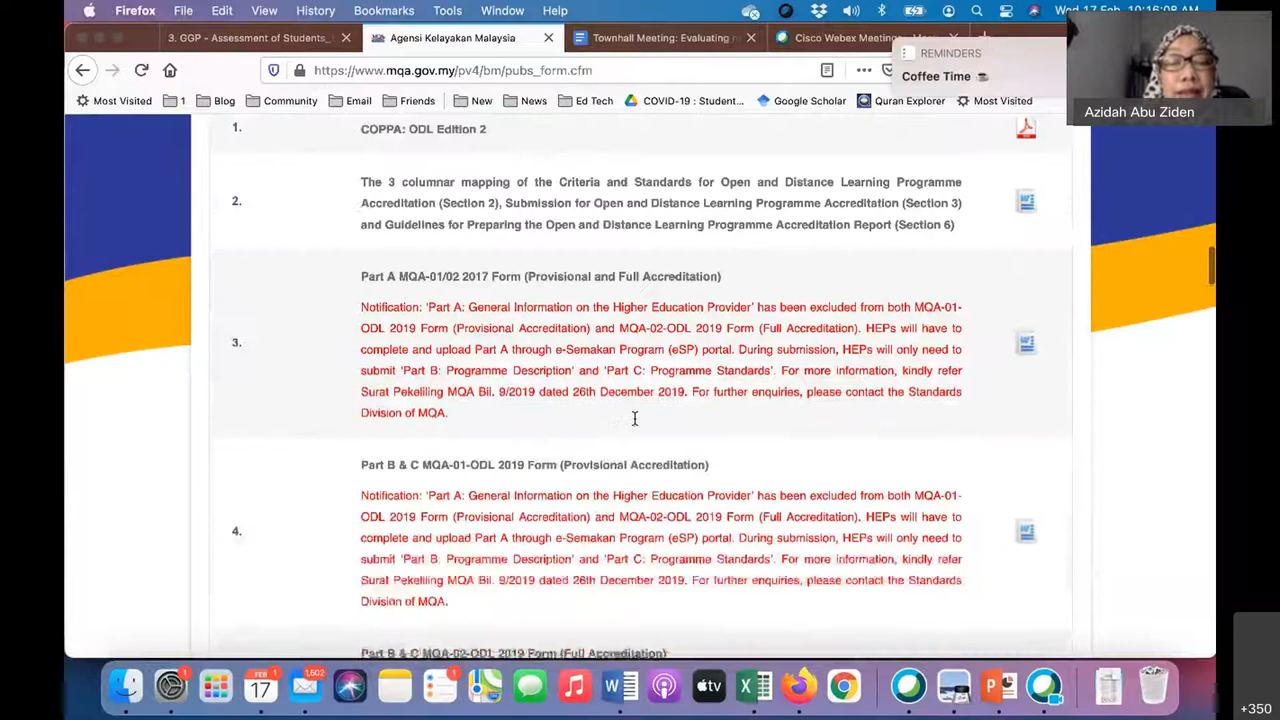 Firefox File Edit View History Bookmarks Tools Window Help Wed 17 Feb 10:16:08 AM
3. GGP - Assessment of Students_ Agensi Kelayakan Malaysia Townhall Meeting: Evaluating Cisco Webex Meetings
REMINDERS
Coffee Time ☕
Azidah Abu Ziden
https://www.mqa.gov.my/pv4/bm/pubs_form.cfm
Most Visited 1 Blog Community Email Friends New News Ed Tech COVID-19 : Student... Google Scholar Quran Explorer Most Visited
1. COPPA: ODL Edition 2
The 3 columnar mapping of the Criteria and Standards for Open and Distance Learning Programme
2. Accreditation (Section 2), Submission for Open and Distance Learning Programme Accreditation (Section 3)
and Guidelines for Preparing the Open and Distance Learning Programme Accreditation Report (Section 6)
Part A MQA-01/02 2017 Form (Provisional and Full Accreditation)
Notification: 'Part A: General Information on the Higher Education Provider' has been excluded from both MQA-01-
ODL 2019 Form (Provisional Accreditation) and MQA-02-ODL 2019 Form (Full Accreditation). HEPs will have to
3. complete and upload Part A through e-Semakan Program (eSP) portal. During submission, HEPs will only need to
submit 'Part B: Programme Description' and 'Part C: Programme Standards'. For more information, kindly refer
Surat Pekeliling MQA Bil. 9/2019 dated 26th December 2019. For further enquiries, please contact the Standards
Division of MQA.
Part B & C MQA-01-ODL 2019 Form (Provisional Accreditation)
Notification: 'Part A: General Information on the Higher Education Provider' has been excluded from both MQA-01-
ODL 2019 Form (Provisional Accreditation) and MQA-02-ODL 2019 Form (Full Accreditation). HEPs will have to
4. complete and upload Part A through e-Semakan Program (eSP) portal. During submission, HEPs will only need to
submit 'Part B: Programme Description' and 'Part C: Programme Standards'. For more information, kindly refer
Surat Pekeliling MQA Bil. 9/2019 dated 26th December 2019. For further enquiries, please contact the Standards
Division of MQA.
Part B & C MQA-02-ODL 2019 Form (Full Accreditation)
FEB
17
1,502
1
1
1
tv
+350